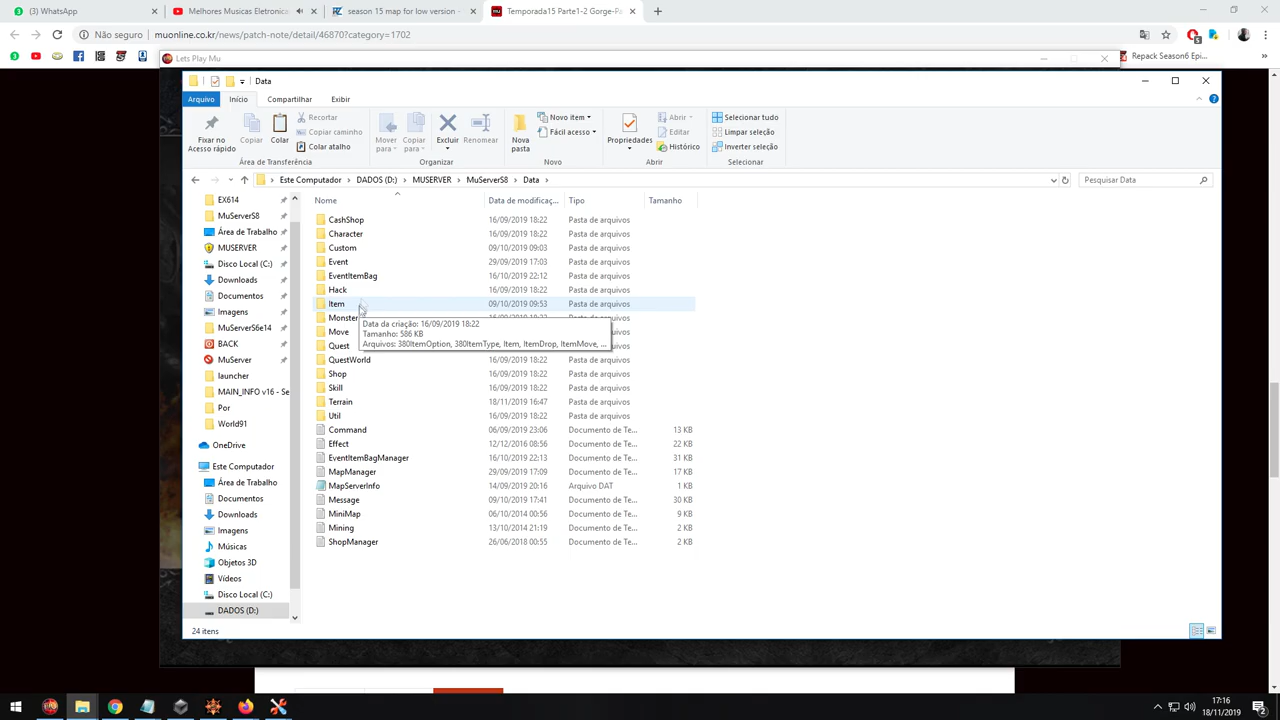 (3) WhatsApp
Melhores Musicas Eletronica
season 15 map for low version -
Temporada15 Parte1-2 Gorge-Pa
Não seguro
muonline.co.kr/news/patch-note/detail/46870?category=1702
5
Repack Season6 Epi...
Lets Play Mu
Data
Arquivo
Início
Compartilhar
Exibir
Fixar no Acesso rápido
Copiar
Colar
Recortar
Copiar caminho
Colar atalho
Área de Transferência
Mover para
Copiar para
Excluir
Renomear
Organizar
Nova pasta
Novo item
Fácil acesso
Novo
Propriedades
Abrir
Editar
Histórico
Abrir
Selecionar tudo
Limpar seleção
Inverter seleção
Selecionar
Este Computador
DADOS (D:)
MUSERVER
MuServerS8
Data
Pesquisar Data
Nome
Data de modificaç...
Tipo
Tamanho
EX614
MuServerS8
Área de Trabalho
MUSERVER
Disco Local (C:)
Downloads
Documentos
Imagens
MuServerS6e14
BACK
MuServer
launcher
MAIN_INFO v16 - Se
Por
World91
OneDrive
Este Computador
Área de Trabalho
Documentos
Downloads
Imagens
Músicas
Objetos 3D
Vídeos
Disco Local (C:)
DADOS (D:)
CashShop 16/09/2019 18:22 Pasta de arquivos
Character 16/09/2019 18:22 Pasta de arquivos
Custom 09/10/2019 09:03 Pasta de arquivos
Event 29/09/2019 17:03 Pasta de arquivos
EventItemBag 16/10/2019 22:12 Pasta de arquivos
Hack 16/09/2019 18:22 Pasta de arquivos
Item 09/10/2019 09:53 Pasta de arquivos
Monster
Data da criação: 16/09/2019 18:22
Tamanho: 586 KB
Arquivos: 380ItemOption, 380ItemType, Item, ItemDrop, ItemMove, ...
Move
Quest
QuestWorld 16/09/2019 18:22 Pasta de arquivos
Shop 16/09/2019 18:22 Pasta de arquivos
Skill 16/09/2019 18:22 Pasta de arquivos
Terrain 18/11/2019 16:47 Pasta de arquivos
Util 16/09/2019 18:22 Pasta de arquivos
Command 06/09/2019 23:06 Documento de Te... 13 KB
Effect 12/12/2016 08:56 Documento de Te... 22 KB
EventItemBagManager 16/10/2019 22:13 Documento de Te... 31 KB
MapManager 29/09/2019 17:09 Documento de Te... 17 KB
MapServerInfo 14/09/2019 20:16 Arquivo DAT 1 KB
Message 09/10/2019 17:41 Documento de Te... 30 KB
MiniMap 06/10/2014 00:56 Documento de Te... 9 KB
Mining 13/10/2014 21:19 Documento de Te... 2 KB
ShopManager 26/06/2018 00:55 Documento de Te... 2 KB
24 itens
17:16
18/11/2019
2